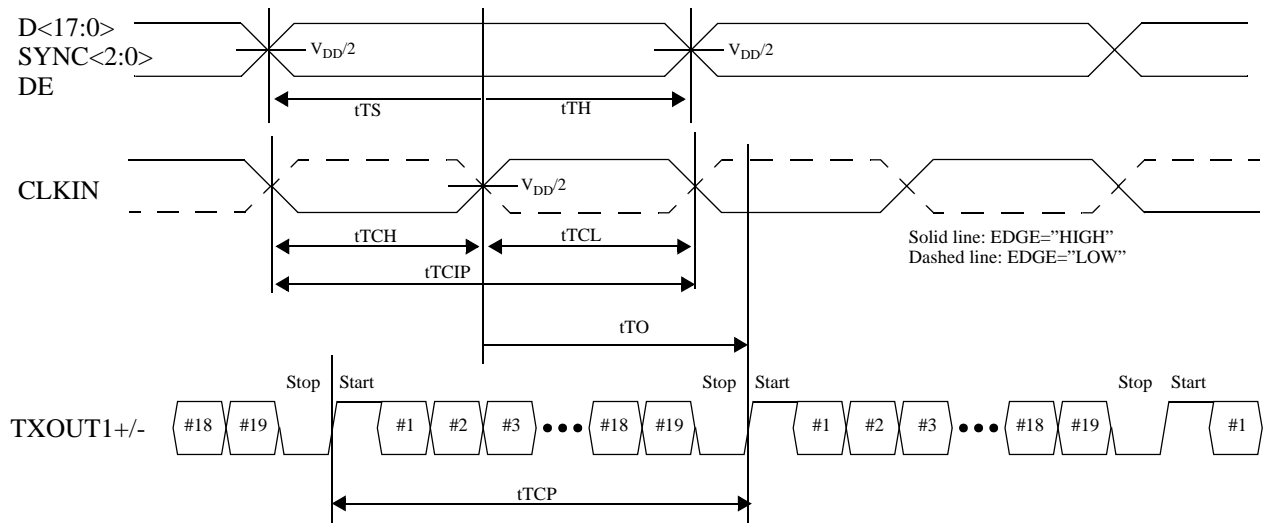 D<17:0>
SYNC<2:0>
DE
VDD/2
VDD/2
tTS
tTH
CLKIN
VDD/2
tTCH
tTCL
Solid line: EDGE=”HIGH”
Dashed line: EDGE=”LOW”
tTCIP
tTO
Stop Start Stop Start Stop Start
TXOUT1+/- #18 #19 #1 #2 #3 ●●● #18 #19 #1 #2 #3 ●●● #18 #19 #1
tTCP